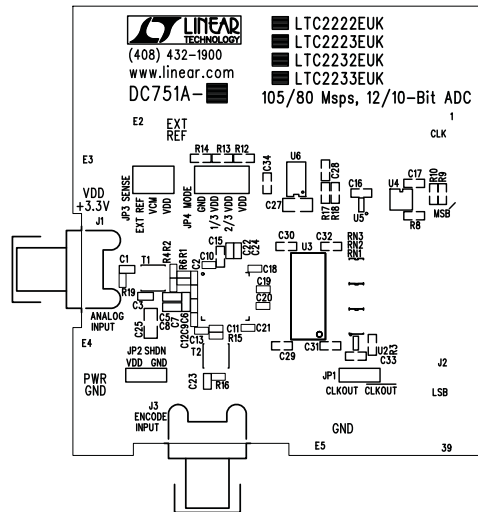 LINEAR
TECHNOLOGY
(408) 432-1900
www.linear.com
DC751A-
LTC2222EUK
LTC2223EUK
LTC2232EUK
LTC2233EUK
105/80 Msps, 12/10-Bit ADC
E2
EXT
REF
1
CLK
E3
R14 R13 R12
C34
U6
C28
C27
R17
R18
C16
U5
U4
C17
R10
R9
R8
MSB
VDD
+3.3V
JP3 SENSE
EXT REF
VCM
VDD
JP4 MODE
GND
1/3 VDD
2/3 VDD
VDD
J1
ANALOG
INPUT
C1
R19
T1
C3
C25
R4
R2
R6
R1
C2
C10
C15
C22
C24
C18
C19
C20
C21
C5
C8
C7
C6
C9
C12
C13
C11
R15
T2
C30
U3
C32
RN3
RN2
RN1
C29
C31
U2
R3
C33
E4
JP2 SHDN
VDD GND
PWR
GND
C23
R16
JP1
CLKOUT CLKOUT
J2
LSB
J3
ENCODE
INPUT
GND
E5
39